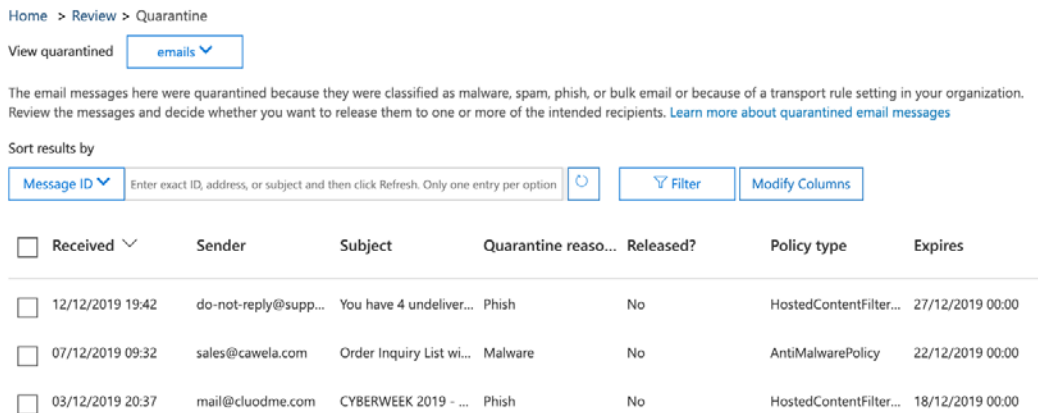 Home > Review > Quarantine
View quarantined emails
The email messages here were quarantined because they were classified as malware, spam, phish, or bulk email or because of a transport rule setting in your organization.
Review the messages and decide whether you want to release them to one or more of the intended recipients. Learn more about quarantined email messages
Sort results by
Message ID Enter exact ID, address, or subject and then click Refresh. Only one entry per option Filter Modify Columns
Received Sender Subject Quarantine reaso... Released? Policy type Expires
12/12/2019 19:42 do-not-reply@supp... You have 4 undeliver... Phish No HostedContentFilter... 27/12/2019 00:00
07/12/2019 09:32 sales@cawela.com Order Inquiry List wi... Malware No AntiMalwarePolicy 22/12/2019 00:00
03/12/2019 20:37 mail@cluodme.com CYBERWEEK 2019 - ... Phish No HostedContentFilter... 18/12/2019 00:00